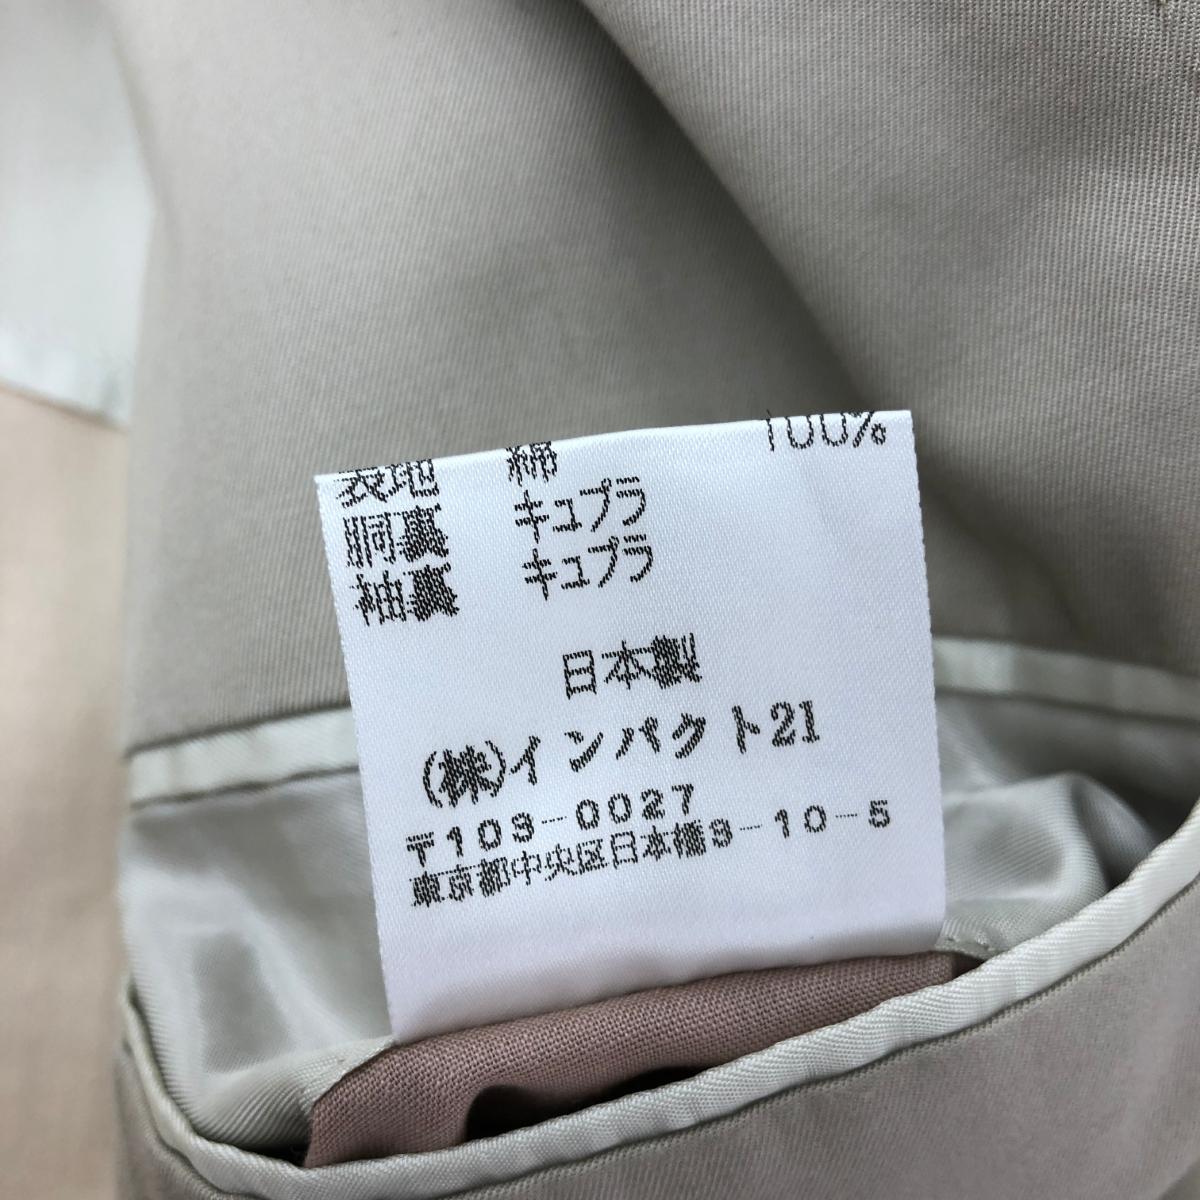 表地 綿 100%
胴裏 キュプラ
袖裏 キュプラ
日本製
(株)インパクト21
〒103-0027
東京都中央区日本橋3-10-5